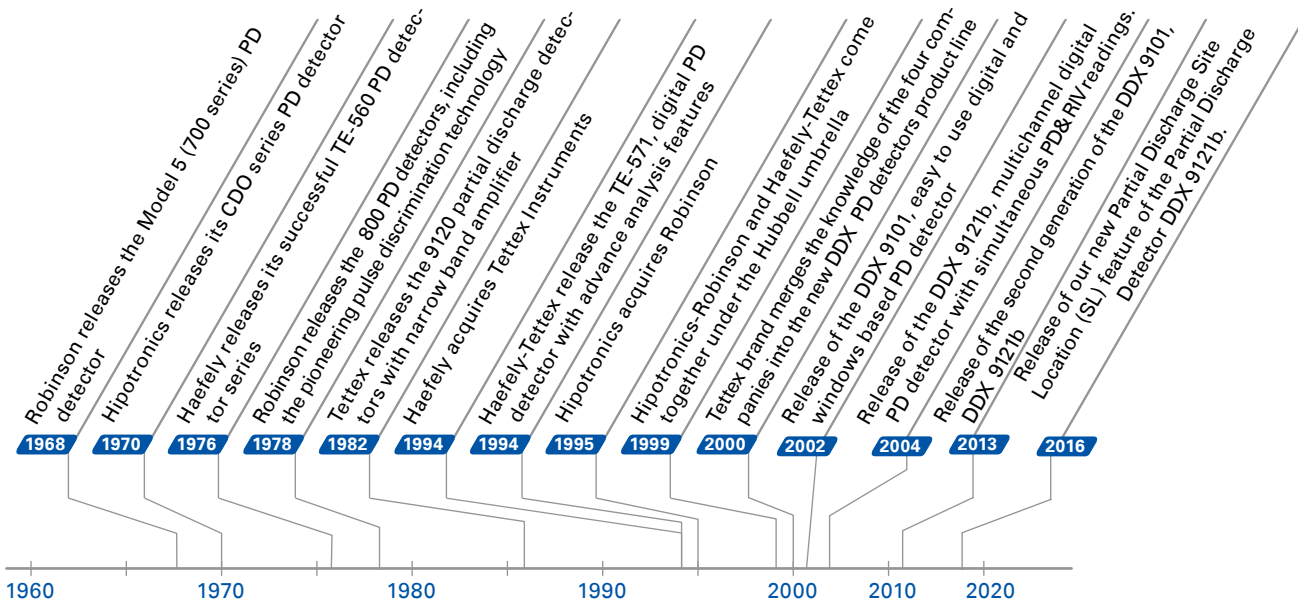 Robinson releases the Model 5 (700 series) PD
detector
1968
Hipotronics releases its CDO series PD detector
1970
Haefely releases its successful TE-560 PD detec-
tor series
1976
Robinson releases the 800 PD detectors, including
the pioneering pulse discrimination technology
1978
Tettex releases the 9120 partial discharge detec-
tors with narrow band amplifier
1982
Haefely acquires Tettex Instruments
1994
Haefely-Tettex release the TE-571, digital PD
detector with advance analysis features
1994
Hipotronics acquires Robinson
1995
Hipotronics-Robinson and Haefely-Tettex come
together under the Hubbell umbrella
1999
Tettex brand merges the knowledge of the four com-
panies into the new DDX PD detectors product line
2000
Release of the DDX 9101, easy to use digital and
windows based PD detector
2002
Release of the DDX 9121b, multichannel digital
PD detector with simultaneous PD& RIV readings.
2004
Release of the second generation of the DDX 9101,
DDX 9121b
2013
Release of our new Partial Discharge Site
Location (SL) feature of the Partial Discharge
Detector DDX 9121b.
2016
1960
1970
1980
1990
2000
2010
2020